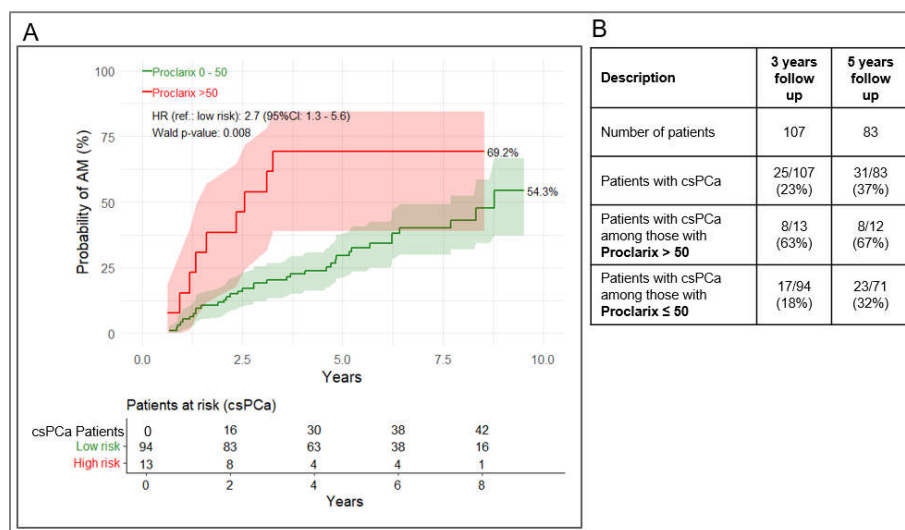 A
Proclarix 0 - 50
Proclarix >50
HR (ref.: low risk): 2.7 (95%CI: 1.3 - 5.6)
Wald p-value: 0.008
Probability of AM (%)
100
75
50
25
0
69.2%
54.3%
0.0 2.5 5.0 7.5 10.0
Years
Patients at risk (csPCa)
csPCa Patients 0 16 30 38 42
Low risk 94 83 63 38 16
High risk 13 8 4 4 1
0 2 4 6 8
Years
B
Description 3 years follow up 5 years follow up
Number of patients 107 83
Patients with csPCa 25/107 (23%) 31/83 (37%)
Patients with csPCa among those with Proclarix > 50 8/13 (63%) 8/12 (67%)
Patients with csPCa among those with Proclarix ≤ 50 17/94 (18%) 23/71 (32%)